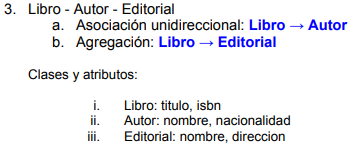 3. Libro - Autor - Editorial
a. Asociación unidireccional: Libro → Autor
b. Agregación: Libro → Editorial
Clases y atributos:
i. Libro: titulo, isbn
ii. Autor: nombre, nacionalidad
iii. Editorial: nombre, direccion